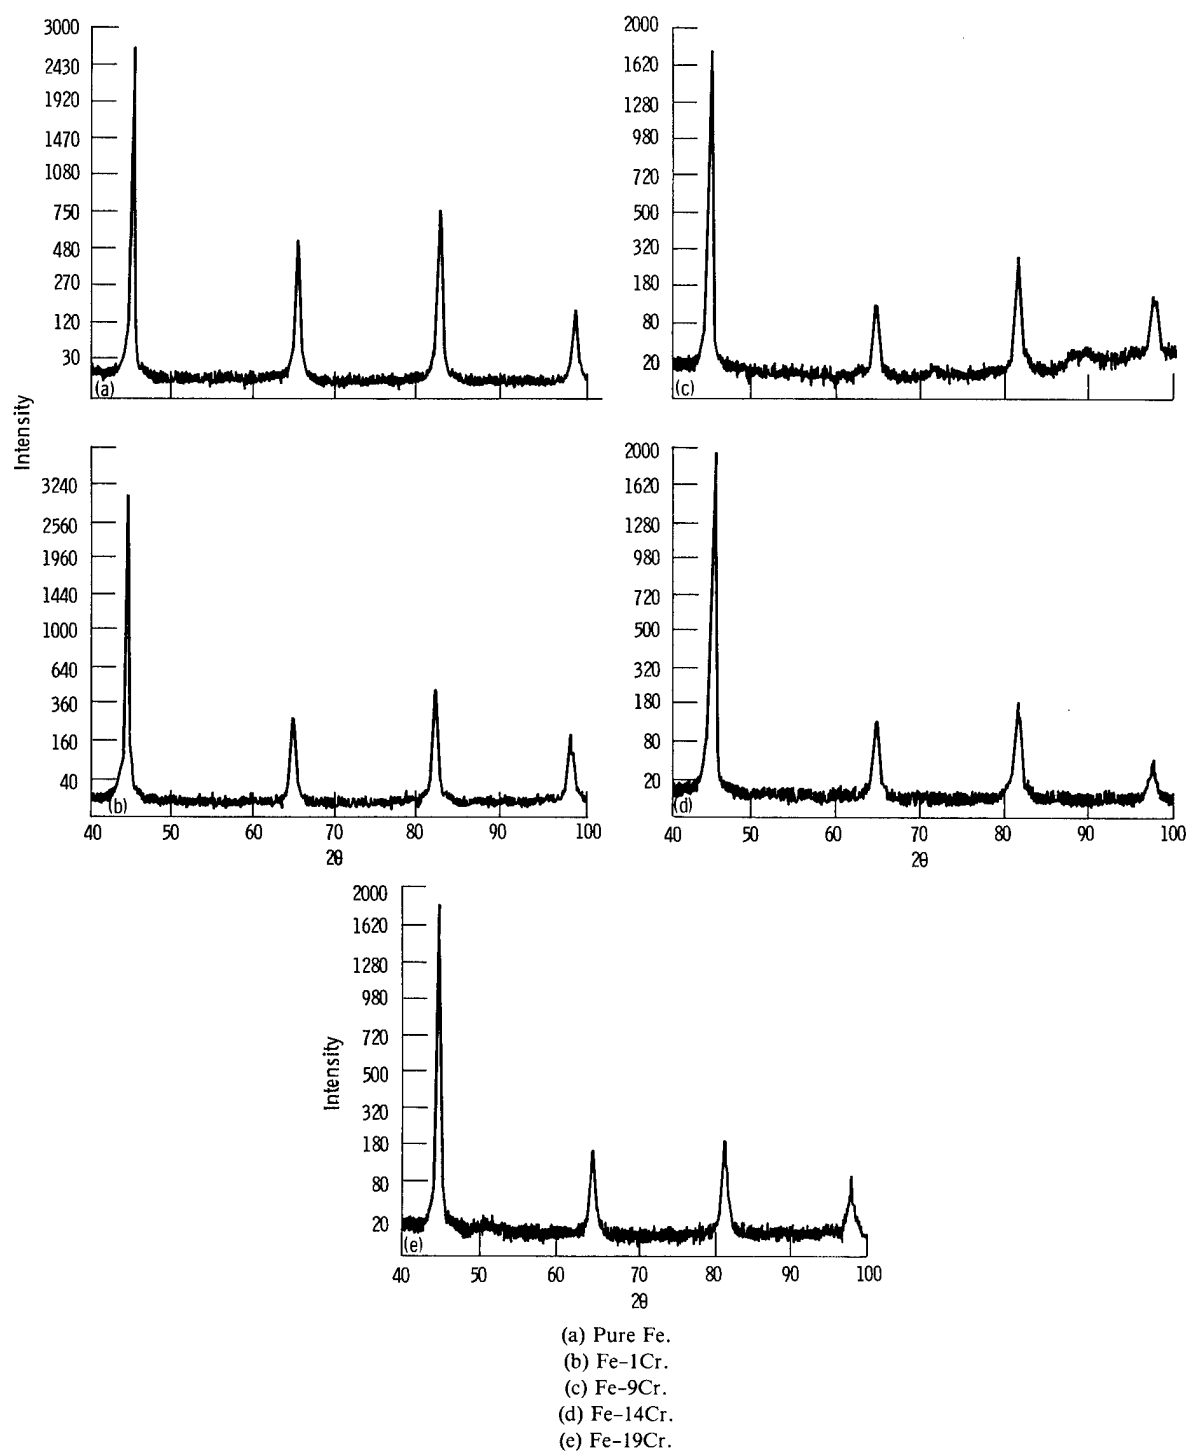 3000
2430
1920
1470
1080
750
480
270
120
30
(a)
2000
1620
1280
980
720
500
320
180
80
20
(c)
Intensity
3240
2560
1960
1440
1000
640
360
160
40
(b)
40 50 60 70 80 90 100
2θ
2000
1620
1280
980
720
500
320
180
80
20
(d)
40 50 60 70 80 90 100
2θ
2000
1620
1280
980
720
500
320
180
80
20
Intensity
(e)
40 50 60 70 80 90 100
2θ
(a) Pure Fe.
(b) Fe-1Cr.
(c) Fe-9Cr.
(d) Fe-14Cr.
(e) Fe-19Cr.